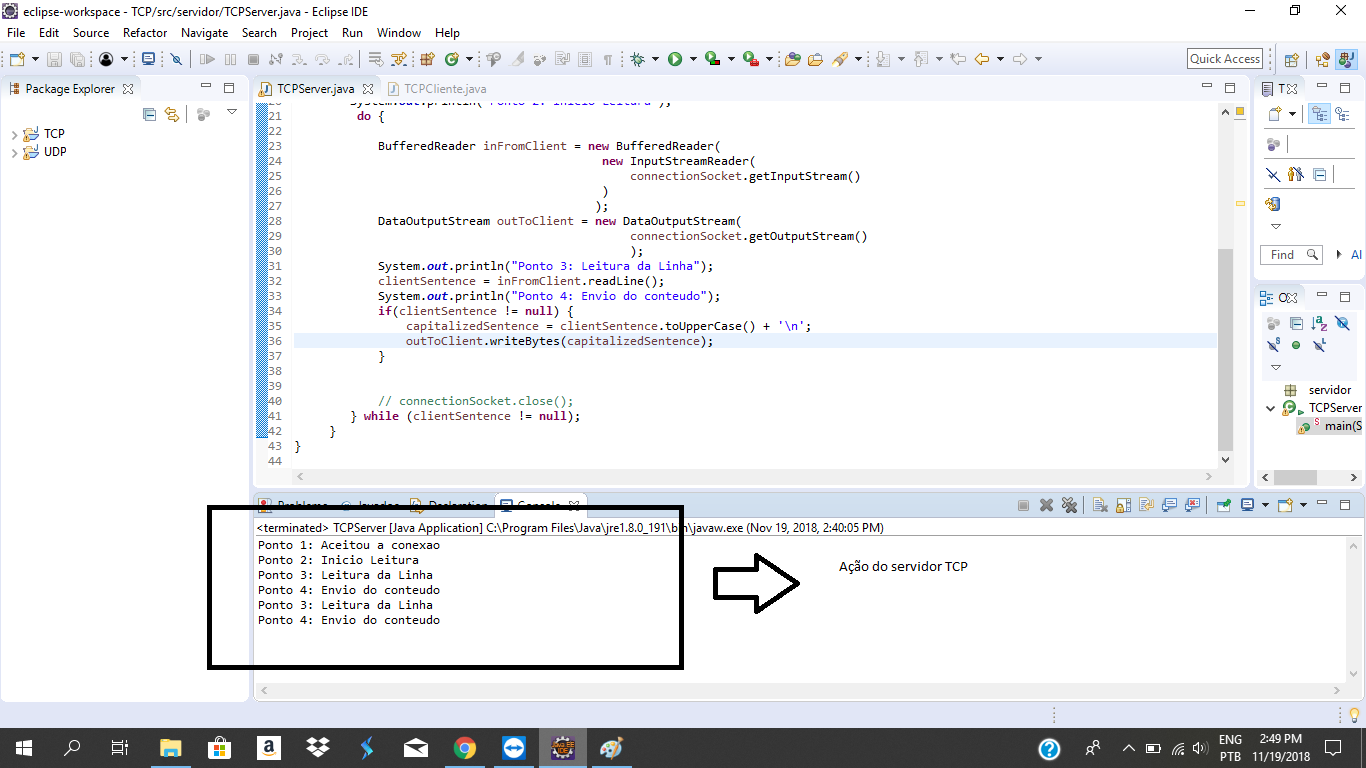 eclipse-workspace - TCP/src/servidor/TCPServer.java - Eclipse IDE
File Edit Source Refactor Navigate Search Project Run Window Help
Quick Access
Package Explorer
TCP
UDP
TCPServer.java TCPCliente.java
20 System.out.println("Ponto 2: Inicio Leitura");
21 do {
22
23 BufferedReader inFromClient = new BufferedReader(
24 new InputStreamReader(
25 connectionSocket.getInputStream()
26 )
27 );
28 DataOutputStream outToClient = new DataOutputStream(
29 connectionSocket.getOutputStream()
30 );
31 System.out.println("Ponto 3: Leitura da Linha");
32 clientSentence = inFromClient.readLine();
33 System.out.println("Ponto 4: Envio do conteudo");
34 if(clientSentence != null) {
35 capitalizedSentence = clientSentence.toUpperCase() + '\n';
36 outToClient.writeBytes(capitalizedSentence);
37 }
38
39
40 // connectionSocket.close();
41 } while (clientSentence != null);
42 }
43 }
44
T
Find Al
O
servidor
TCPServer
main(S
Problems Javadoc Declaration Console
<terminated> TCPServer [Java Application] C:\Program Files\Java\jre1.8.0_191\bin\javaw.exe (Nov 19, 2018, 2:40:05 PM)
Ponto 1: Aceitou a conexao
Ponto 2: Inicio Leitura
Ponto 3: Leitura da Linha
Ponto 4: Envio do conteudo
Ponto 3: Leitura da Linha
Ponto 4: Envio do conteudo
Ação do servidor TCP
ENG
PTB
2:49 PM
11/19/2018